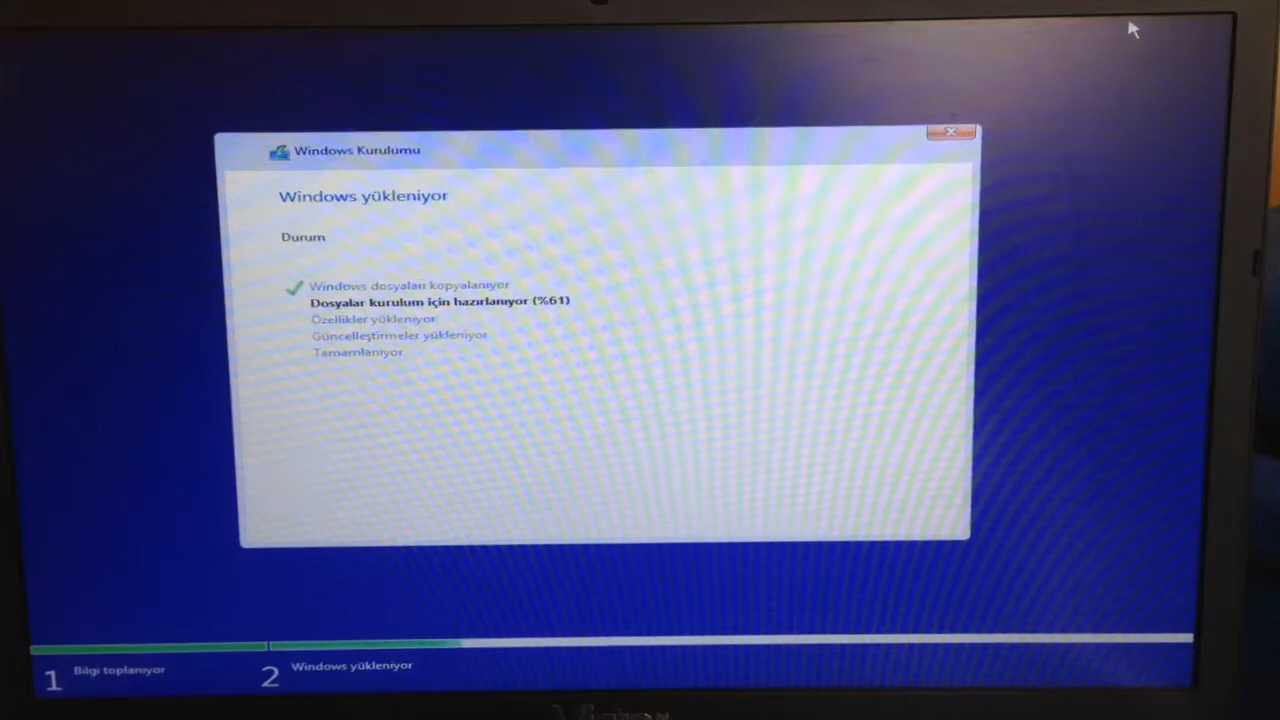 Windows Kurulumu
Windows yükleniyor
Durum
Windows dosyaları kopyalanıyor
Dosyalar kurulum için hazırlanıyor (%61)
Özellikler yükleniyor
Güncelleştirmeler yükleniyor
Tamamlanıyor
1 Bilgi toplanıyor
2 Windows yükleniyor